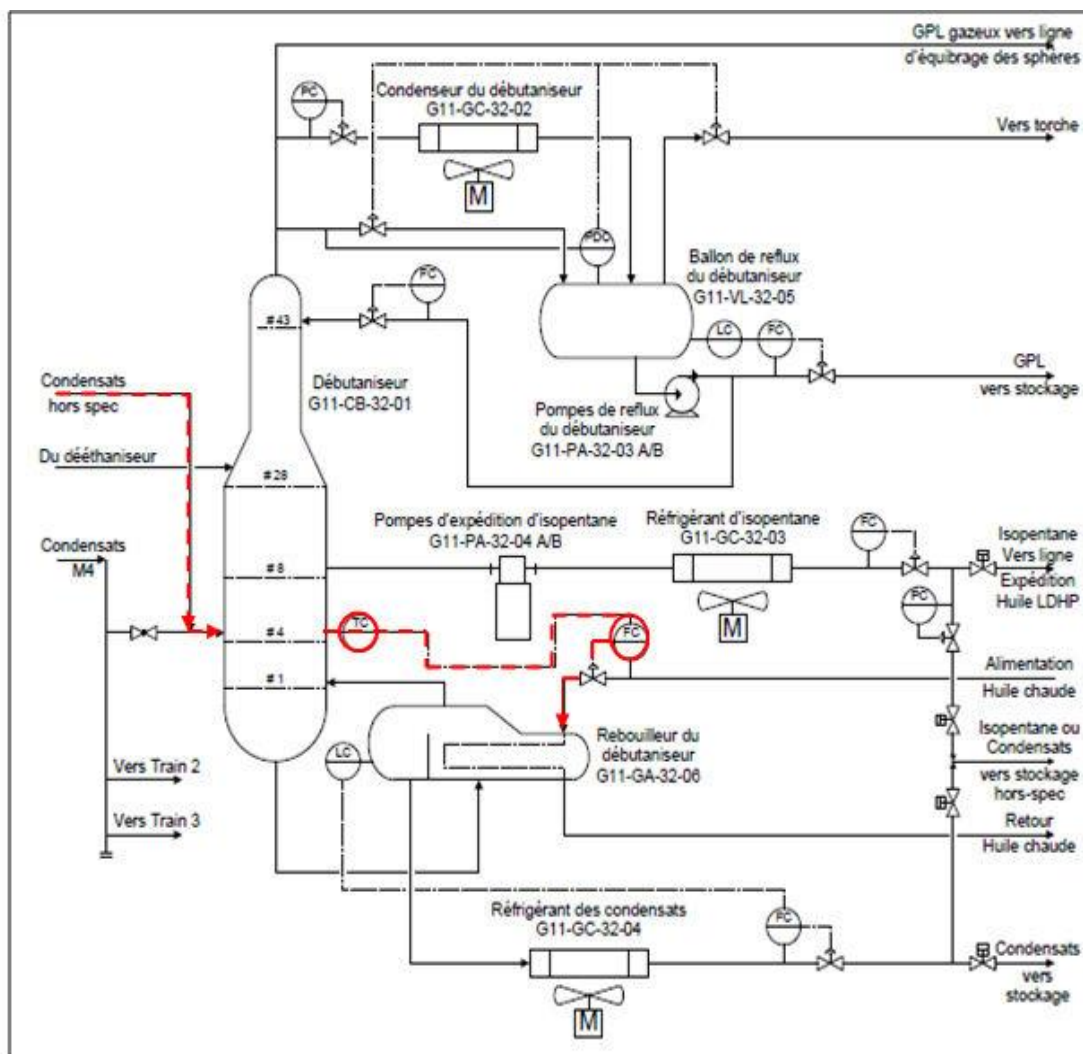 GPL gazeux vers ligne
d'équibrage des sphères
Condenseur du débutaniseur
G11-GC-32-02
PC
Vers torche
M
PDC
Ballon de reflux
du débutaniseur
G11-VL-32-05
FC
#43
LC
FC
GPL
vers stockage
Condensats
hors spec
Débutaniseur
G11-CB-32-01
Pompes de reflux
du débutaniseur
G11-PA-32-03 A/B
Du dééthaniseur
#28
Pompes d'expédition d'isopentane
G11-PA-32-04 A/B
Réfrigérant d'isopentane
G11-GC-32-03
FC
Isopentane
Vers ligne
Expédition
Huile LDHP
Condensats
M4
#8
PC
M
TC
FC
#4
Alimentation
Huile chaude
#1
Rebouilleur du
débutaniseur
G11-GA-32-06
LC
Isopentane ou
Condensats
vers stockage
hors-spec
Vers Train 2
Vers Train 3
Retour
Huile chaude
Réfrigérant des condensats
G11-GC-32-04
FC
M
Condensats
vers
stockage